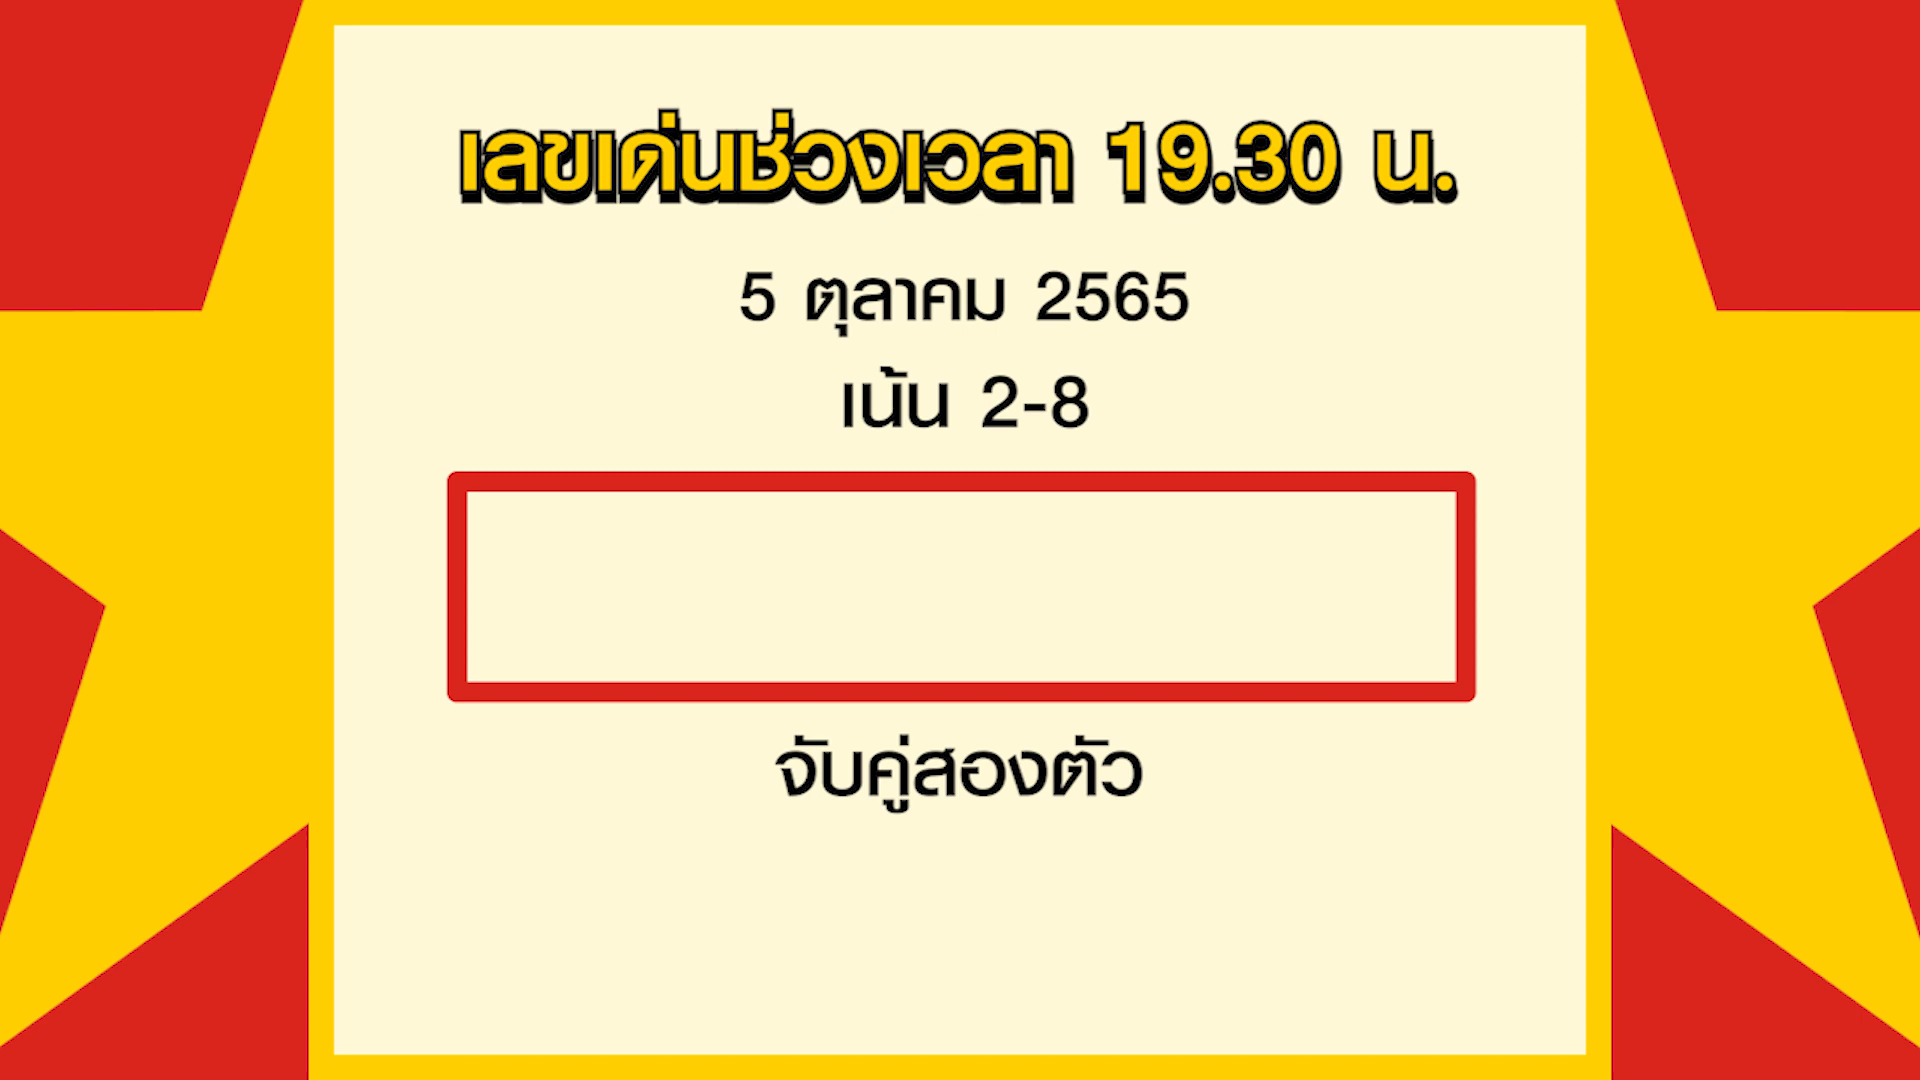 เลขเด่นช่วงเวลา 19.30 น.
5 ตุลาคม 2565
เน้น 2-8
จับคู่สองตัว